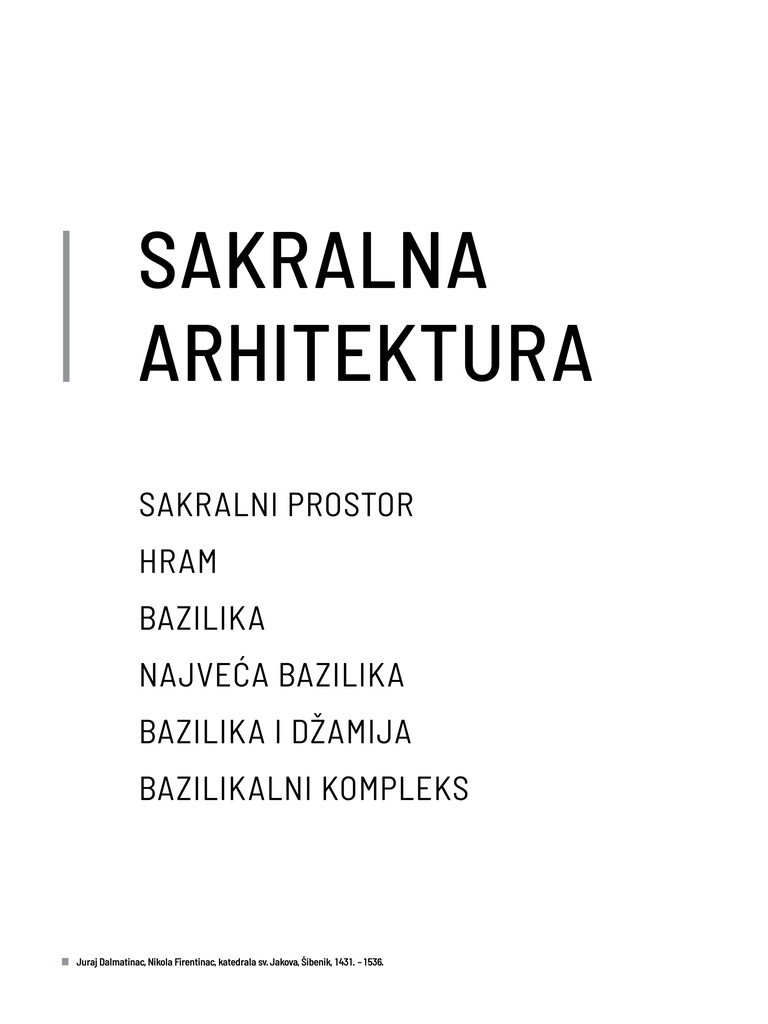 SAKRALNA
ARHITEKTURA
SAKRALNI PROSTOR
HRAM
BAZILIKA
NAJVEĆA BAZILIKA
BAZILIKA I DŽAMIJA
BAZILIKALNI KOMPLEKS
Juraj Dalmatinac, Nikola Firentinac, katedrala sv. Jakova, Šibenik, 1431. – 1536.